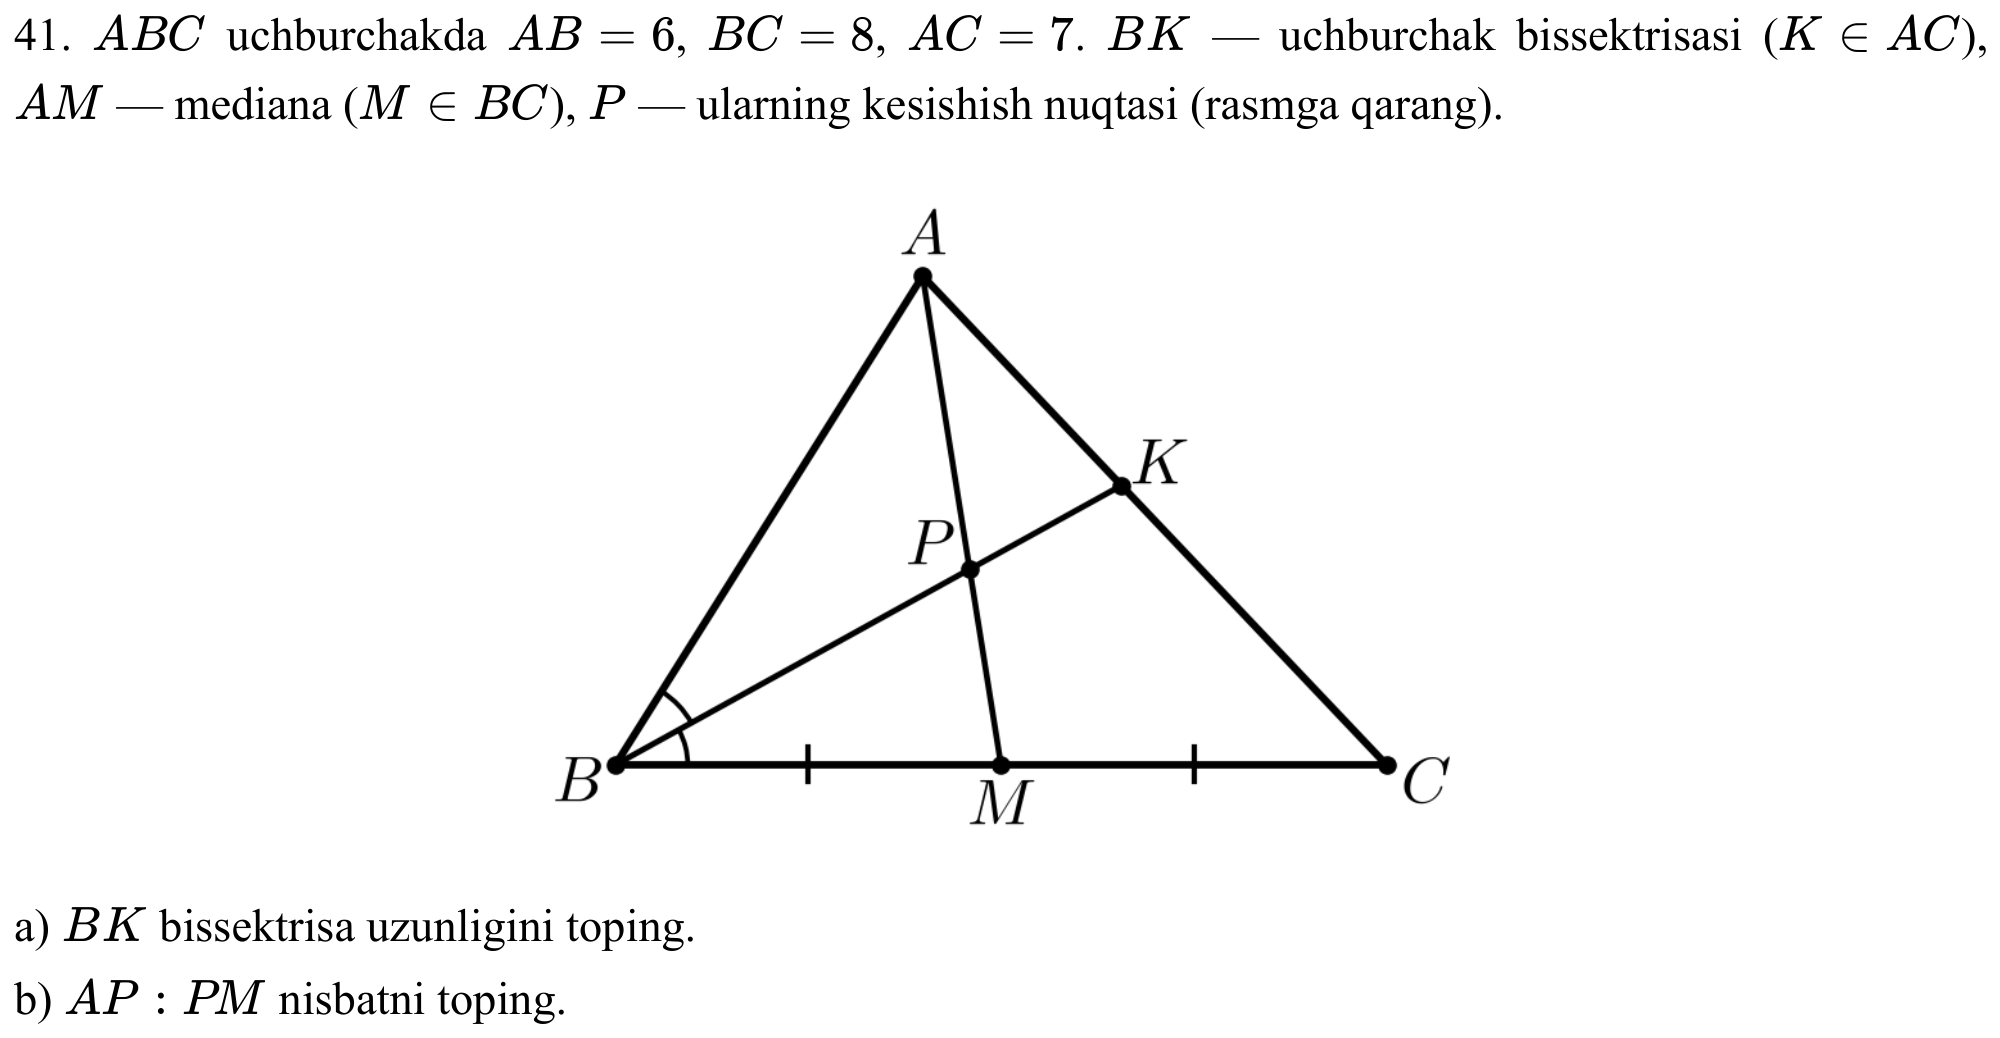 41. ABC uchburchakda AB = 6, BC = 8, AC = 7. BK — uchburchak bissektrisasi (K ∈ AC),
AM — mediana (M ∈ BC), P — ularning kesishish nuqtasi (rasmga qarang).
A
K
P
B
M
C
a) BK bissektrisa uzunligini toping.
b) AP : PM nisbatni toping.